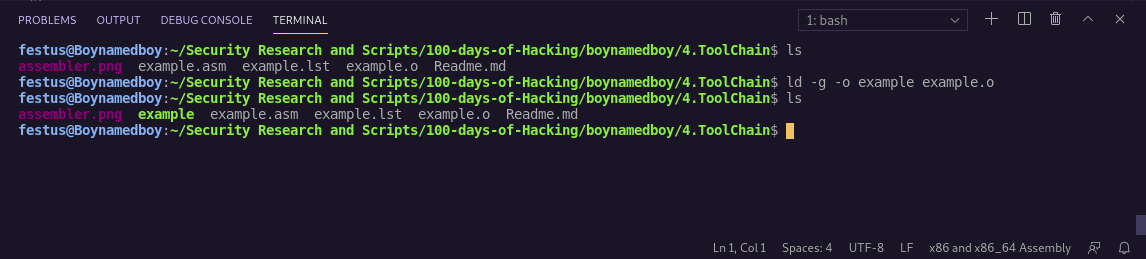 PROBLEMS OUTPUT DEBUG CONSOLE TERMINAL 1: bash
festus@Boynamedboy:~/Security Research and Scripts/100-days-of-Hacking/boynamedboy/4.ToolChain$ ls
assembler.png example.asm example.lst example.o Readme.md
festus@Boynamedboy:~/Security Research and Scripts/100-days-of-Hacking/boynamedboy/4.ToolChain$ ld -g -o example example.o
festus@Boynamedboy:~/Security Research and Scripts/100-days-of-Hacking/boynamedboy/4.ToolChain$ ls
assembler.png example example.asm example.lst example.o Readme.md
festus@Boynamedboy:~/Security Research and Scripts/100-days-of-Hacking/boynamedboy/4.ToolChain$
Ln 1, Col 1 Spaces: 4 UTF-8 LF x86 and x86_64 Assembly